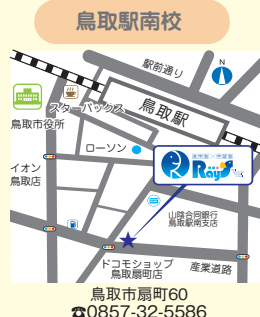 鳥取駅南校
駅前通り
N
スターバックス
鳥取駅
鳥取市役所
ローソン
Rays
イオン
鳥取店
山陰合同銀行
鳥取駅南支店
ドコモショップ
鳥取扇町店
産業道路
鳥取市扇町60
☎0857-32-5586